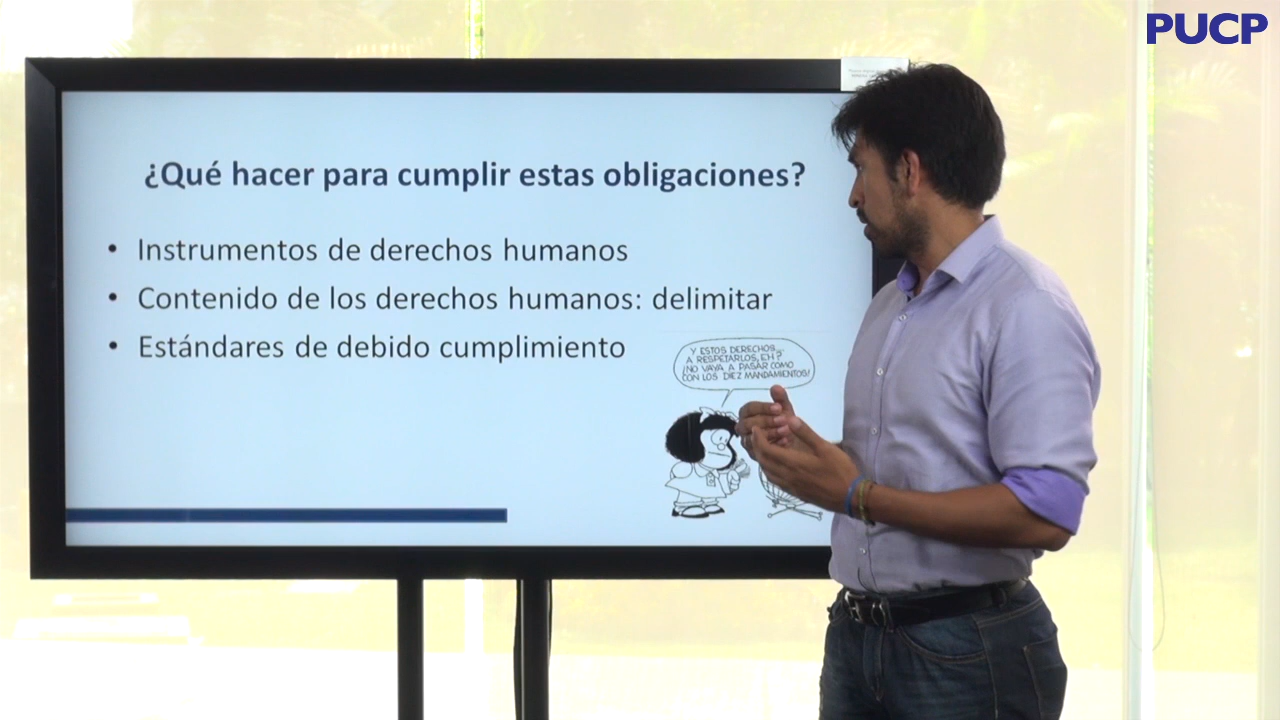 PUCP
¿Qué hacer para cumplir estas obligaciones?
• Instrumentos de derechos humanos
• Contenido de los derechos humanos: delimitar
• Estándares de debido cumplimiento
Y ESTOS DERECHOS...
A RESPETARLOS, EH?
¡NO VAYA A PASAR COMO
CON LOS DIEZ MANDAMIENTOS!